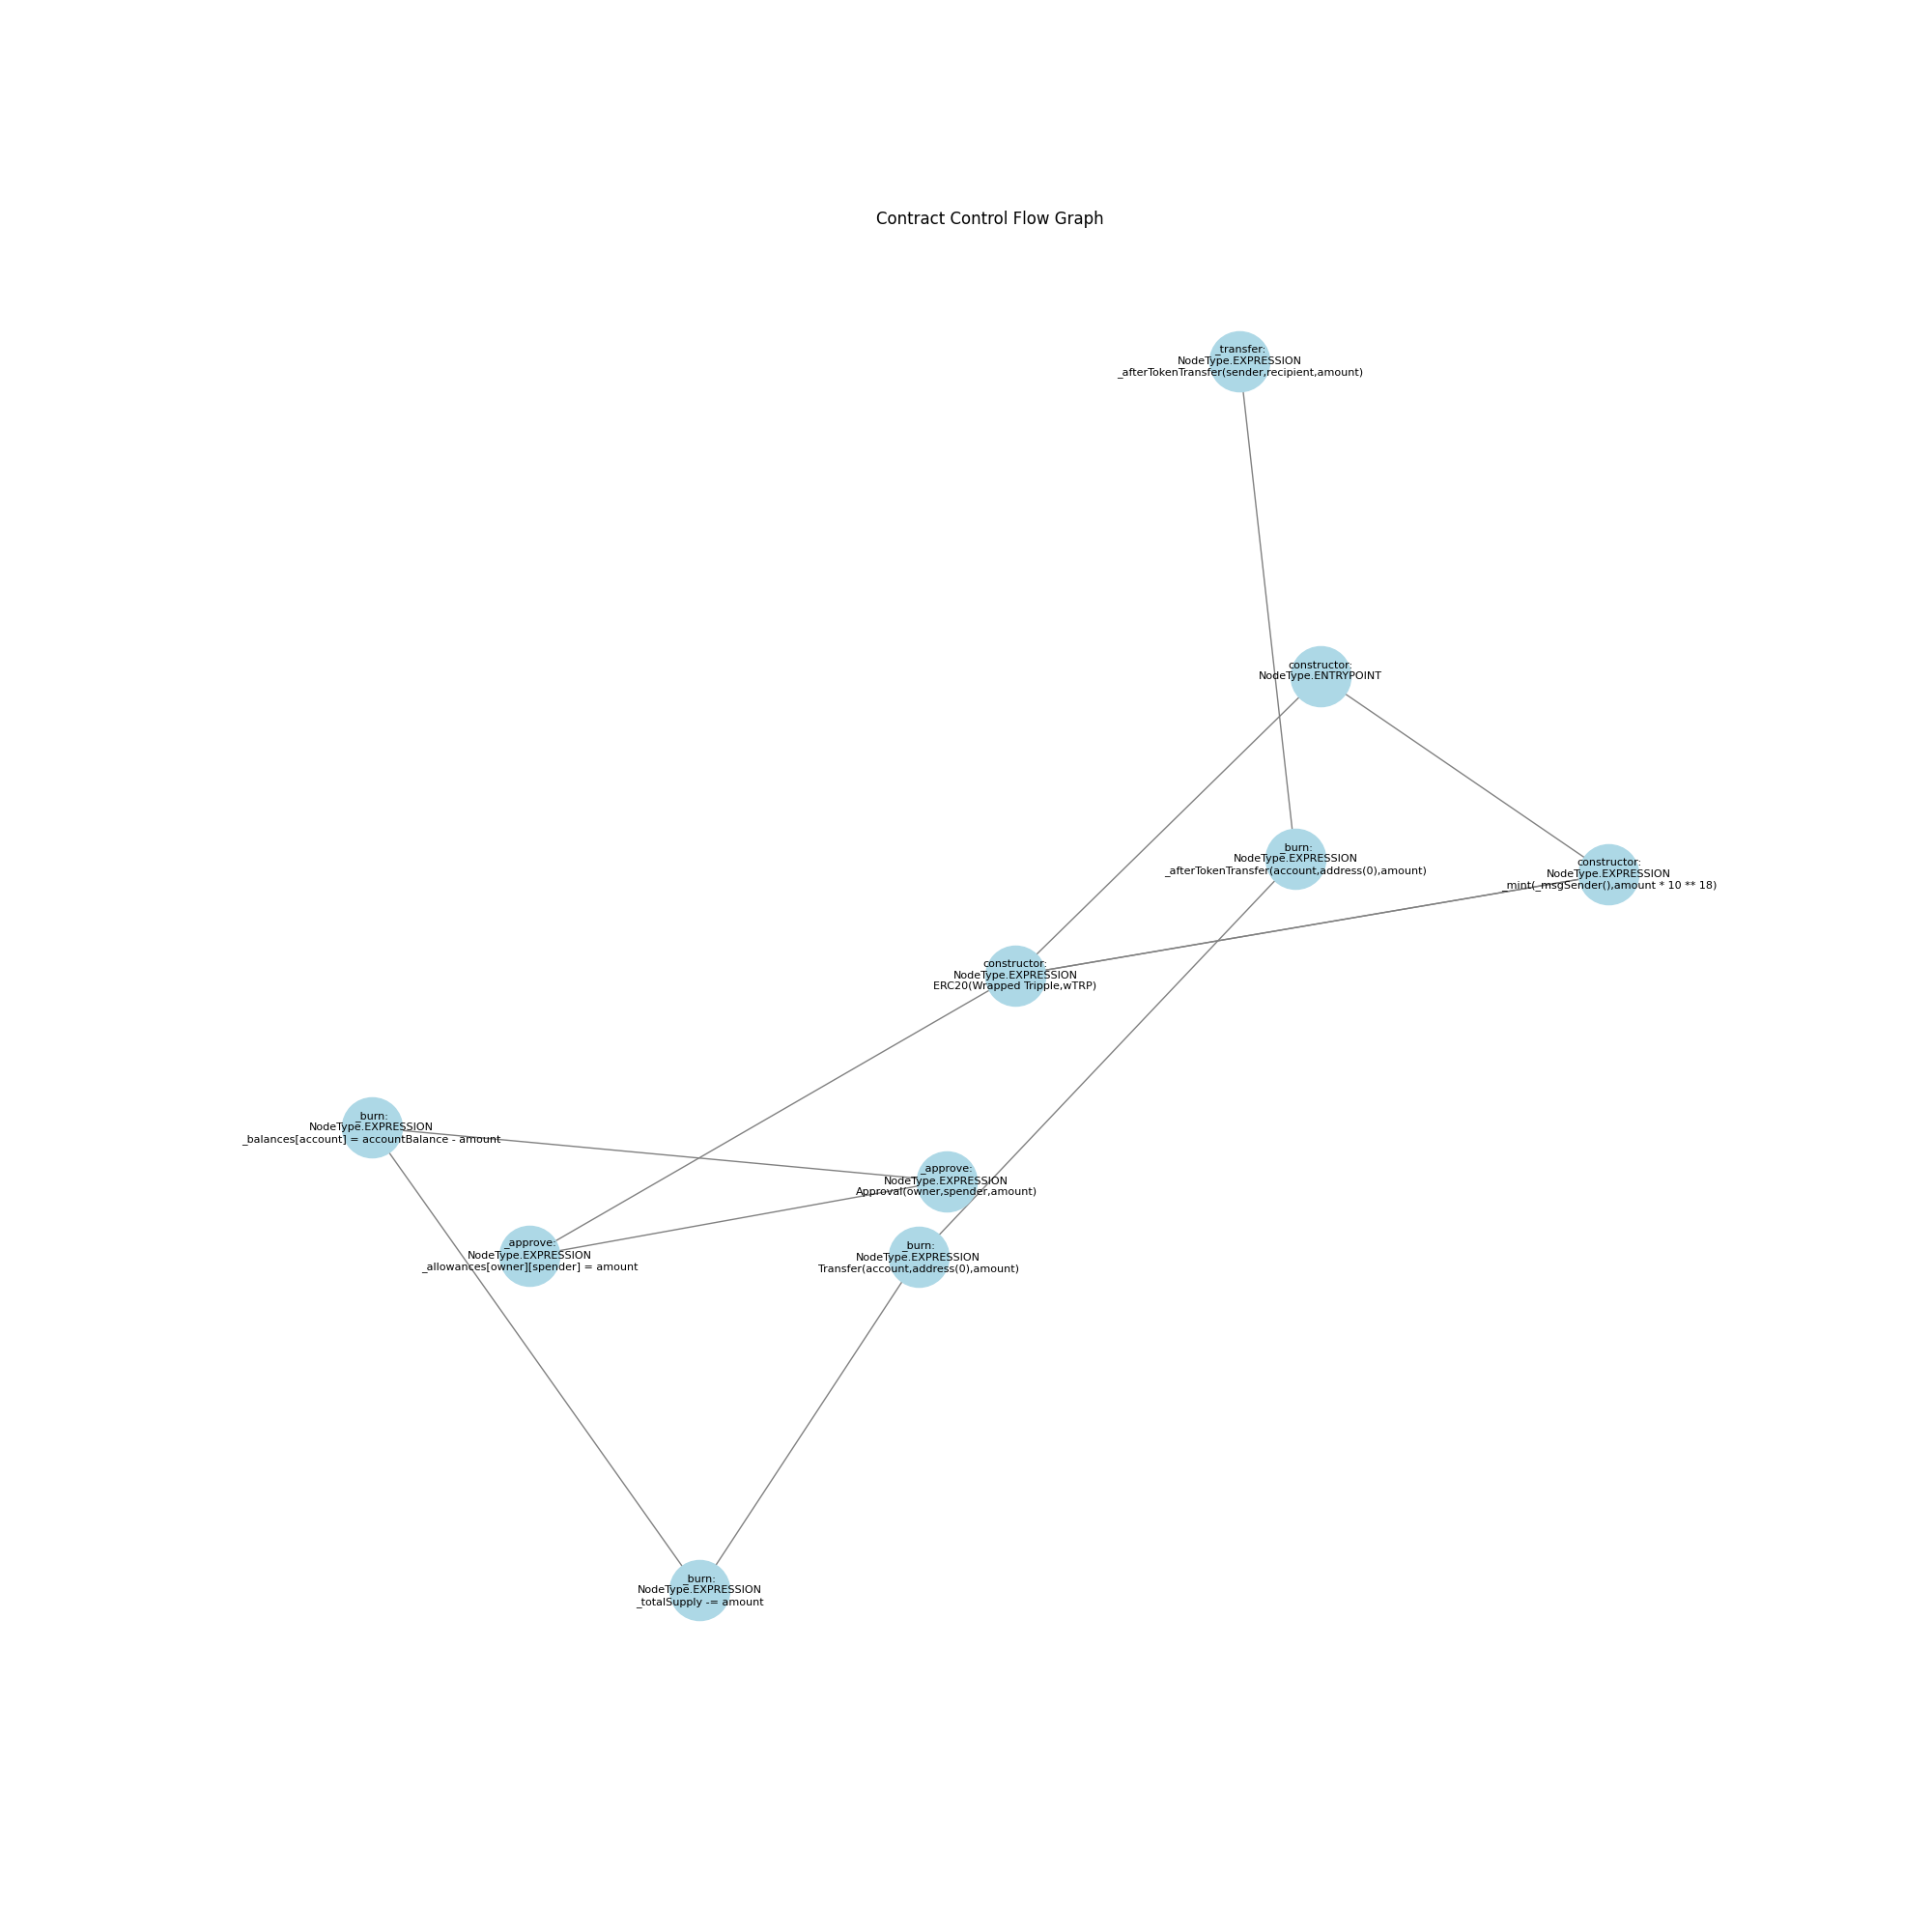 Contract Control Flow Graph
_transfer:
NodeType.EXPRESSION
_afterTokenTransfer(sender,recipient,amount)
constructor:
NodeType.ENTRYPOINT
_burn:
NodeType.EXPRESSION
_afterTokenTransfer(account,address(0),amount)
constructor:
NodeType.EXPRESSION
_mint(_msgSender(),amount * 10 ** 18)
constructor:
NodeType.EXPRESSION
ERC20(Wrapped Tripple,wTRP)
_burn:
NodeType.EXPRESSION
_balances[account] = accountBalance - amount
_approve:
NodeType.EXPRESSION
Approval(owner,spender,amount)
_approve:
NodeType.EXPRESSION
_allowances[owner][spender] = amount
_burn:
NodeType.EXPRESSION
Transfer(account,address(0),amount)
_burn:
NodeType.EXPRESSION
_totalSupply -= amount